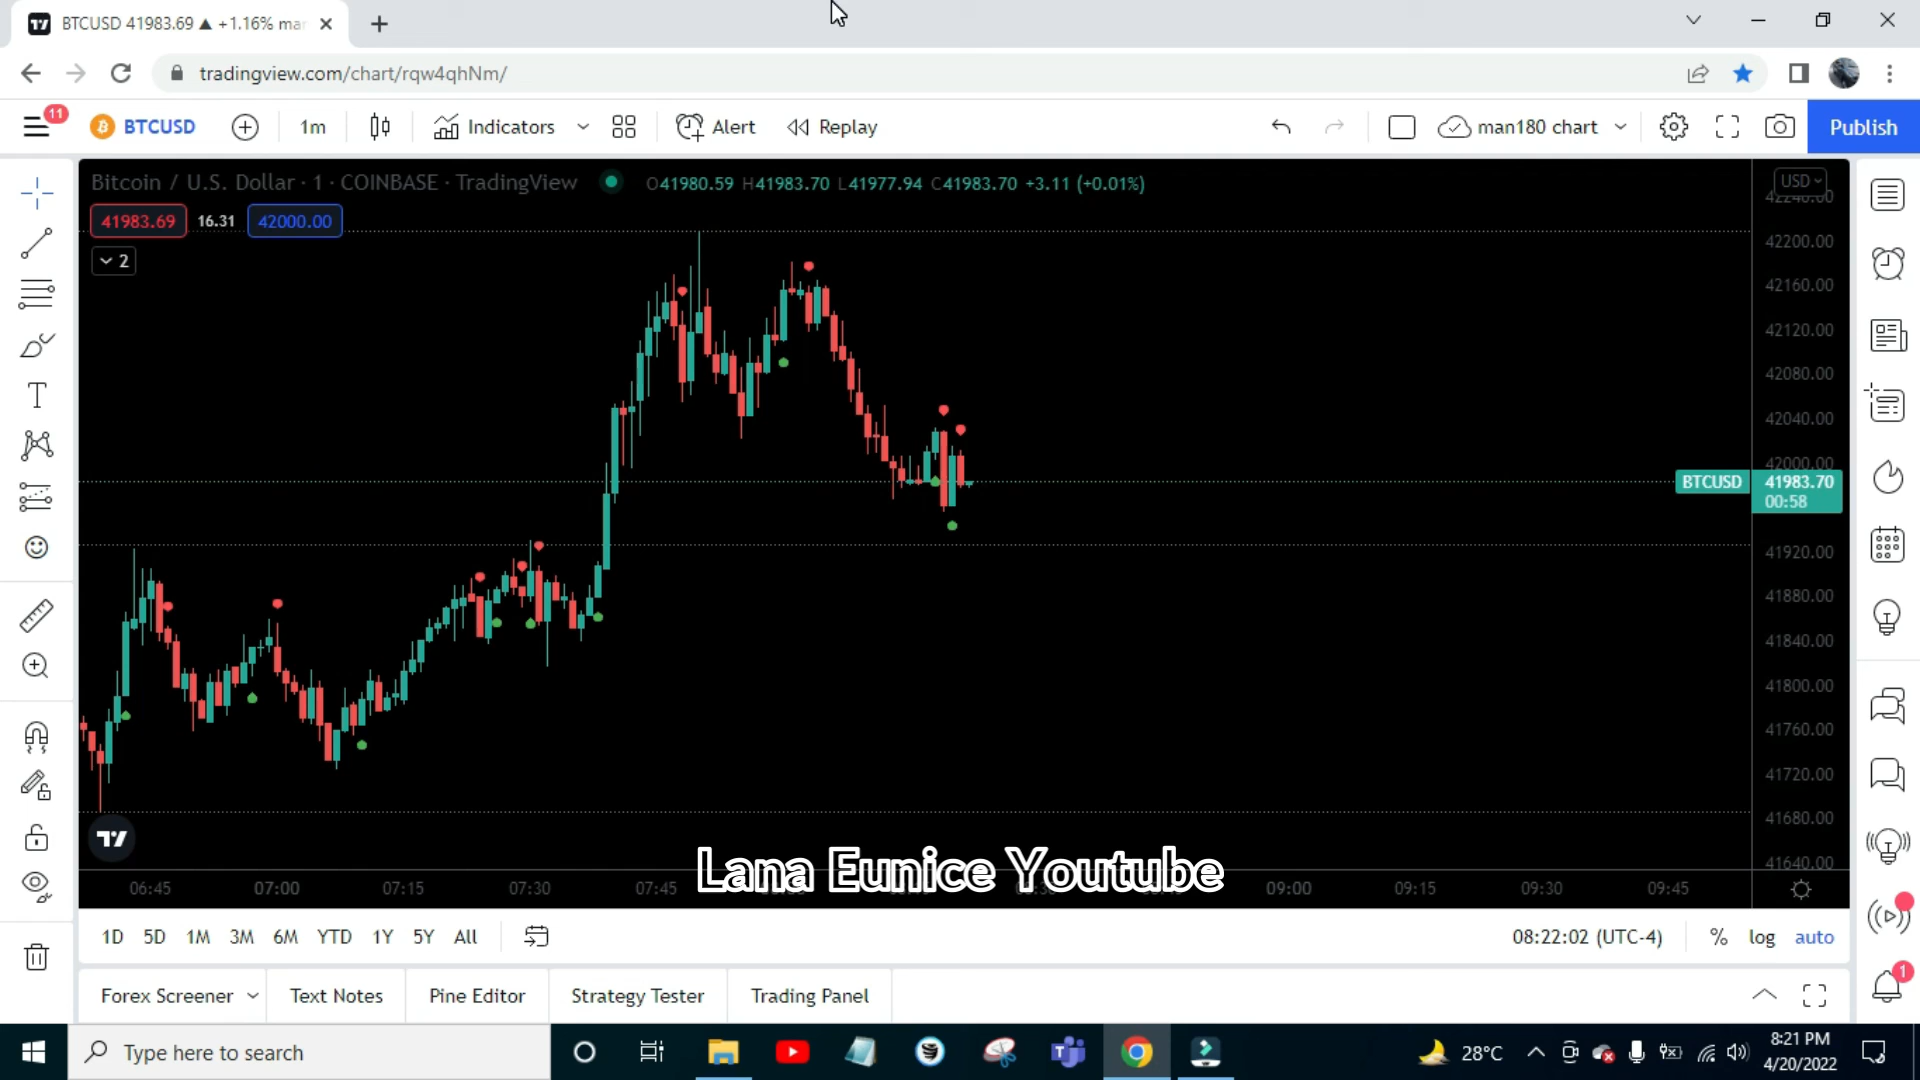 BTCUSD 41983.69 ▲ +1.16% mar
tradingview.com/chart/rqw4qhNm/
11
BTCUSD
1m
Indicators
Alert
Replay
man180 chart
Publish
Bitcoin / U.S. Dollar · 1 · COINBASE · TradingView
O41980.59 H41983.70 L41977.94 C41983.70 +3.11 (+0.01%)
USD
41983.69 16.31 42000.00
2
42240.00
42200.00
42160.00
42120.00
42080.00
42040.00
42000.00
BTCUSD 41983.70
00:58
41920.00
41880.00
41840.00
41800.00
41760.00
41720.00
41680.00
41640.00
Lana Eunice Youtube
06:45 07:00 07:15 07:30 07:45 09:00 09:15 09:30 09:45
1D 5D 1M 3M 6M YTD 1Y 5Y All
08:22:02 (UTC-4) % log auto
Forex Screener Text Notes Pine Editor Strategy Tester Trading Panel
1
Type here to search
28°C
8:21 PM
4/20/2022